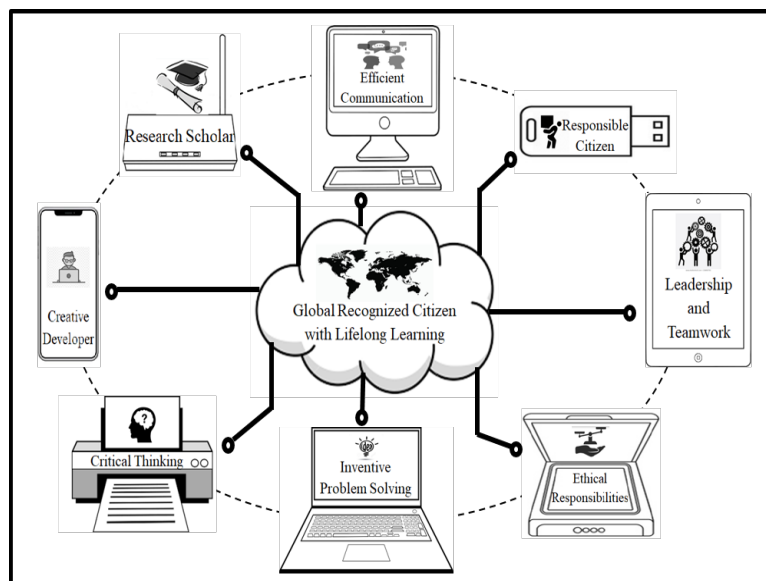 Efficient
Communication
Research Scholar
Responsible
Citizen
Leadership
and
Teamwork
Global Recognized Citizen
with Lifelong Learning
Creative
Developer
Critical Thinking
?
Inventive
Problem Solving
Ethical
Responsibilities